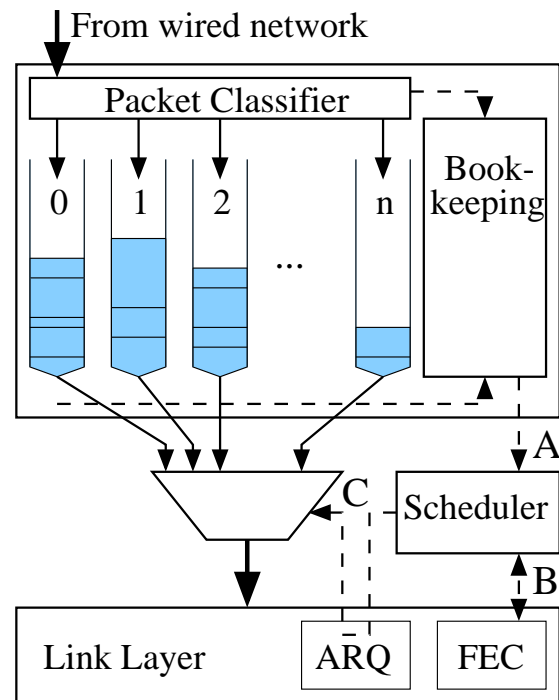 From wired network
Packet Classifier
0
1
2
...
n
Book-
keeping
A
C
Scheduler
B
Link Layer
ARQ
FEC